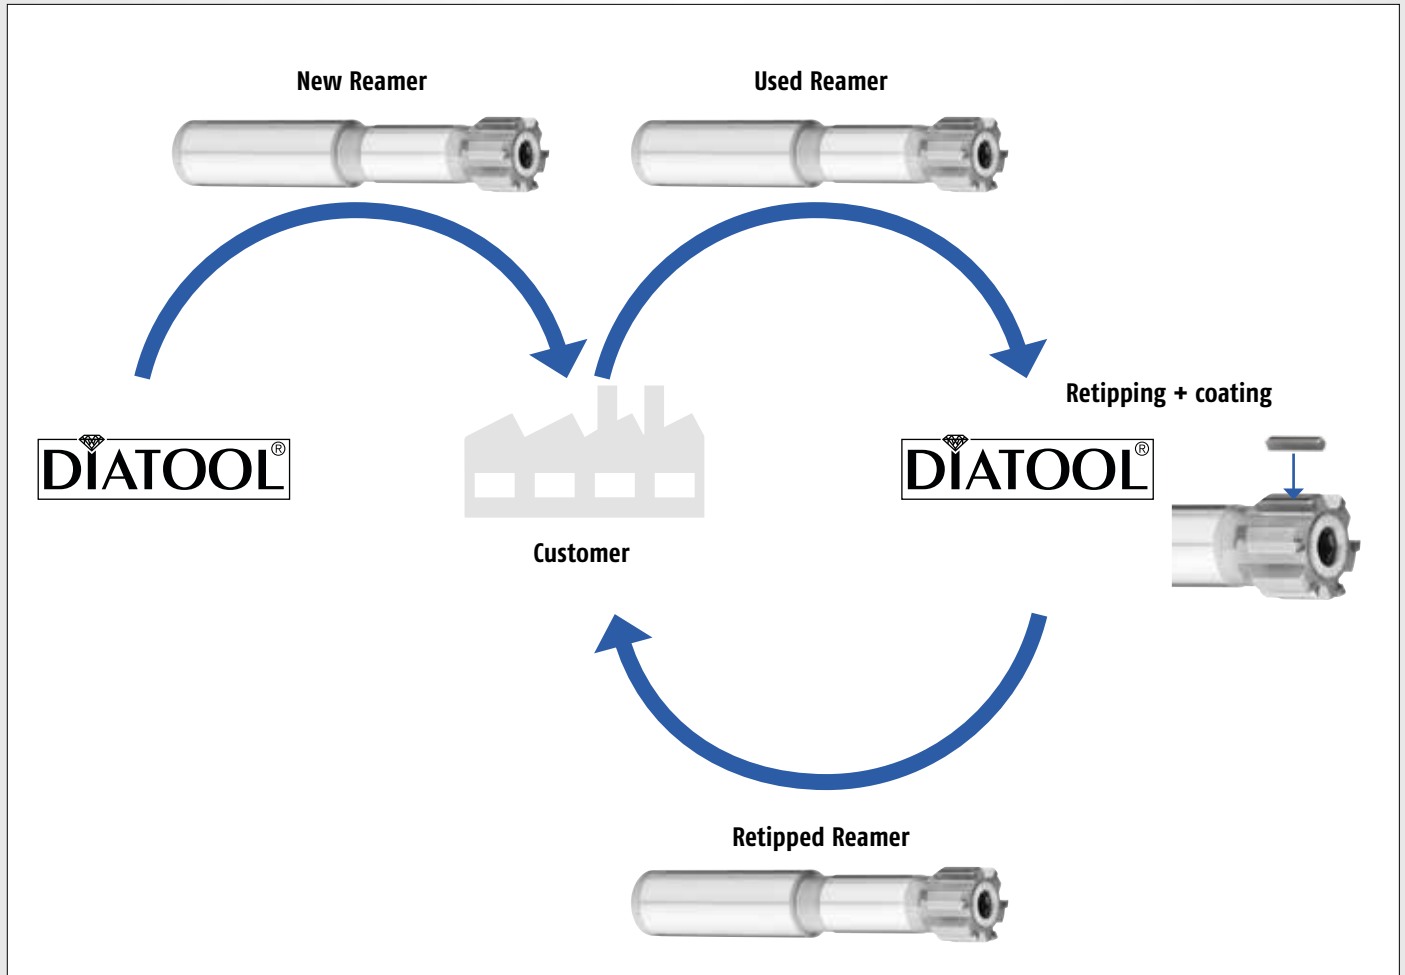 New Reamer
Used Reamer
Retipping + coating
DIATOOL®
DIATOOL®
Customer
Retipped Reamer